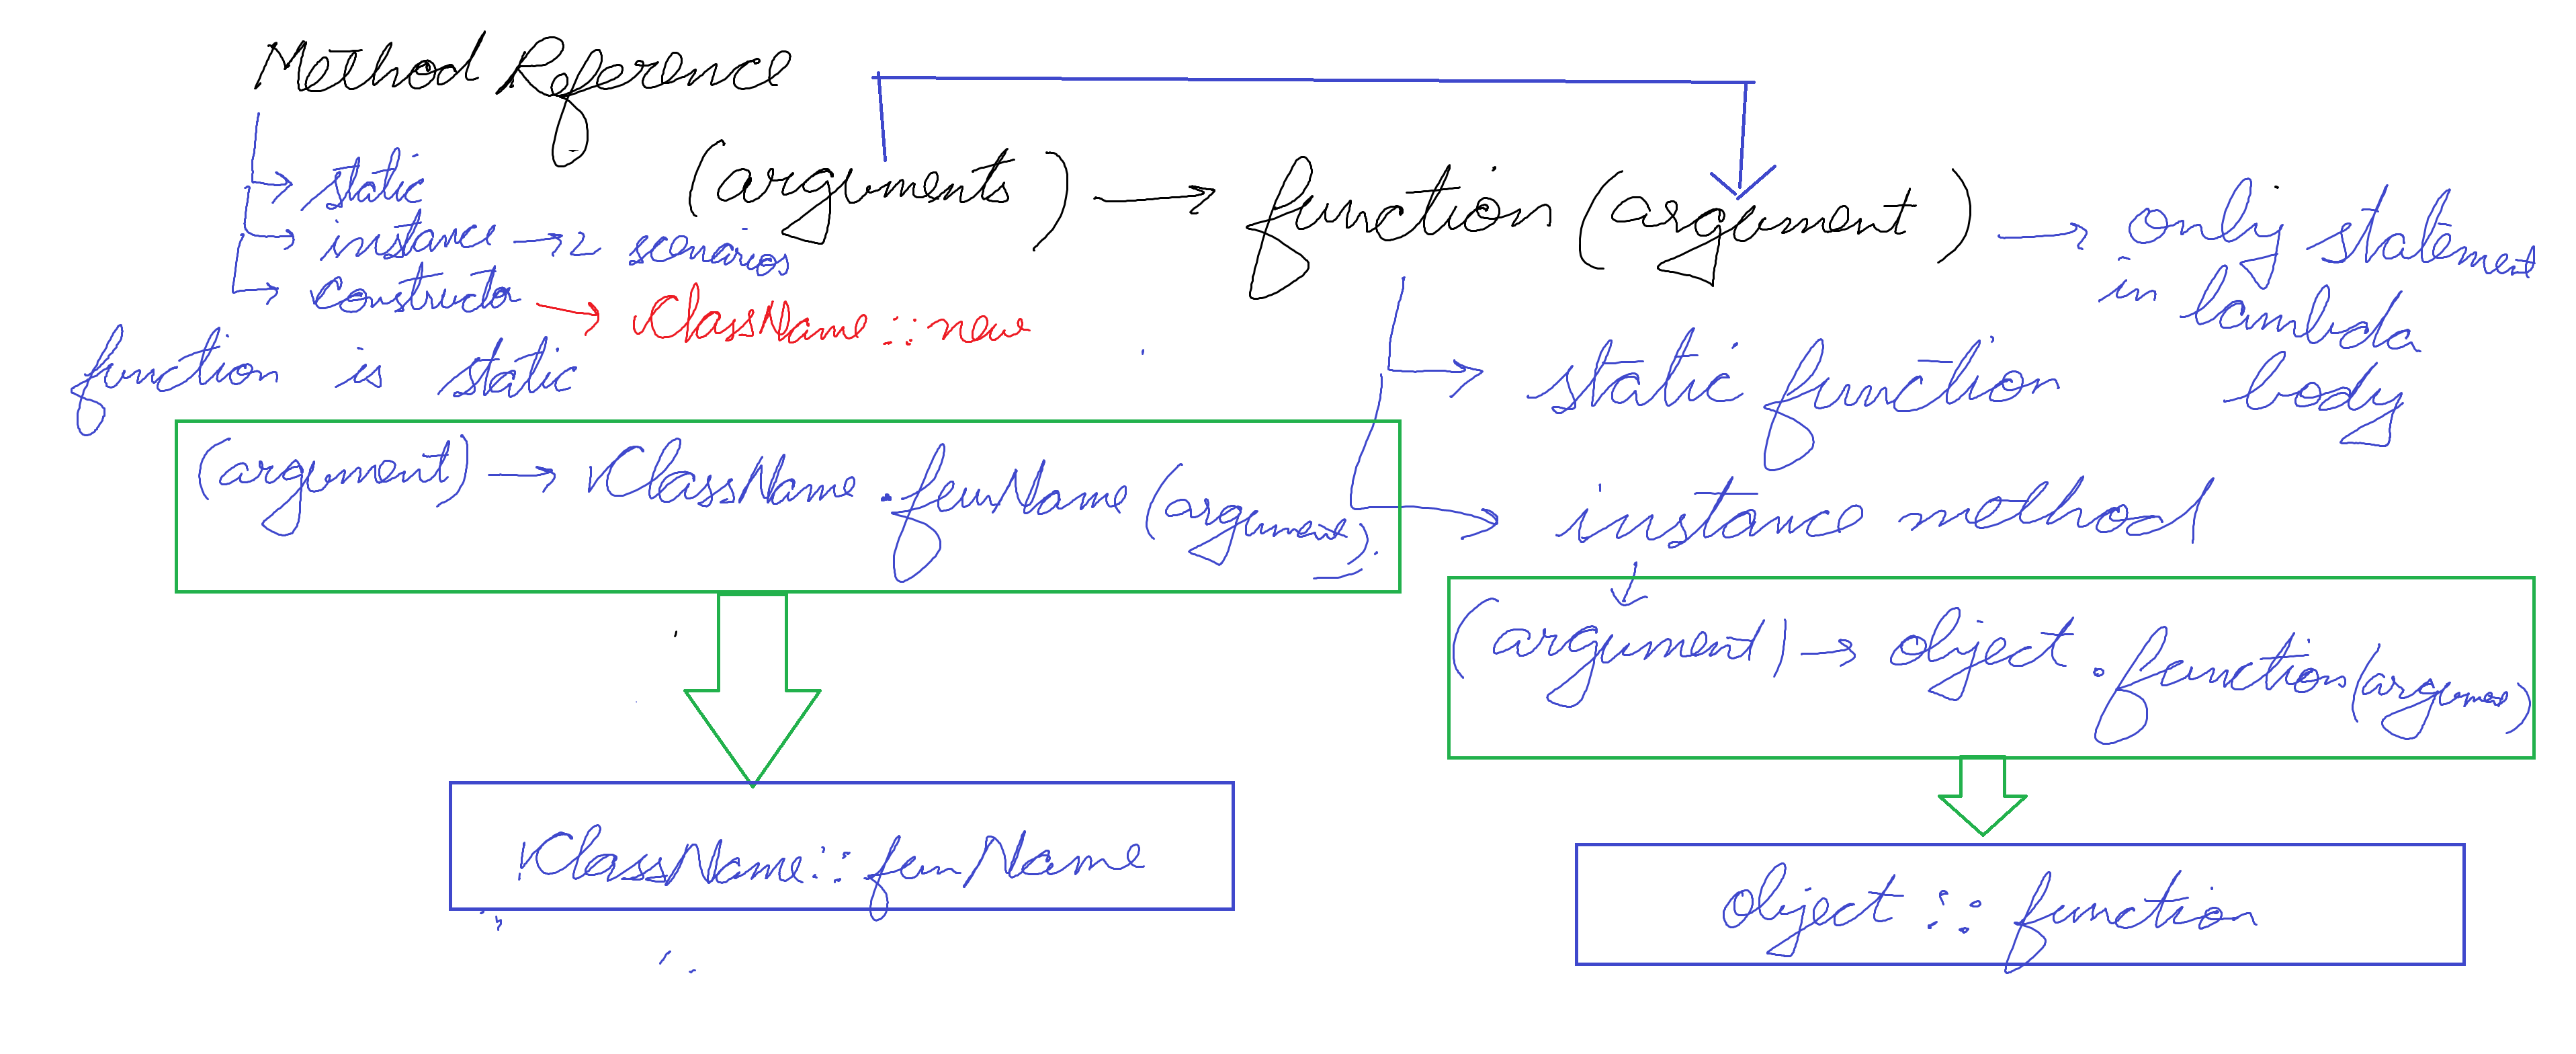 Method Reference
(arguments) → function (argument) → only statement
in lambda
body
→ static
→ instance → 2 scenarios
→ constructor → ClassName :: new
function is static
→ static function
(argument) → ClassName.funName (argument);
→ instance method
(argument) → object.function(argument)
ClassName :: funName
object :: function